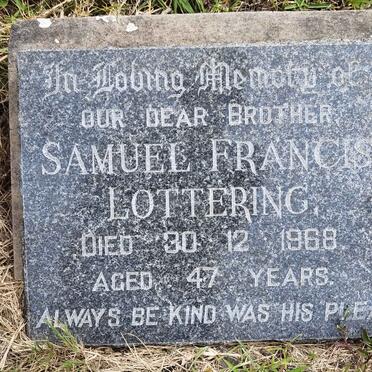 In Loving Memory of
OUR DEAR BROTHER,
SAMUEL FRANCIS
LOTTERING,
DIED 30 12 1968.
AGED 47 YEARS.
ALWAYS BE KIND WAS HIS PLEA